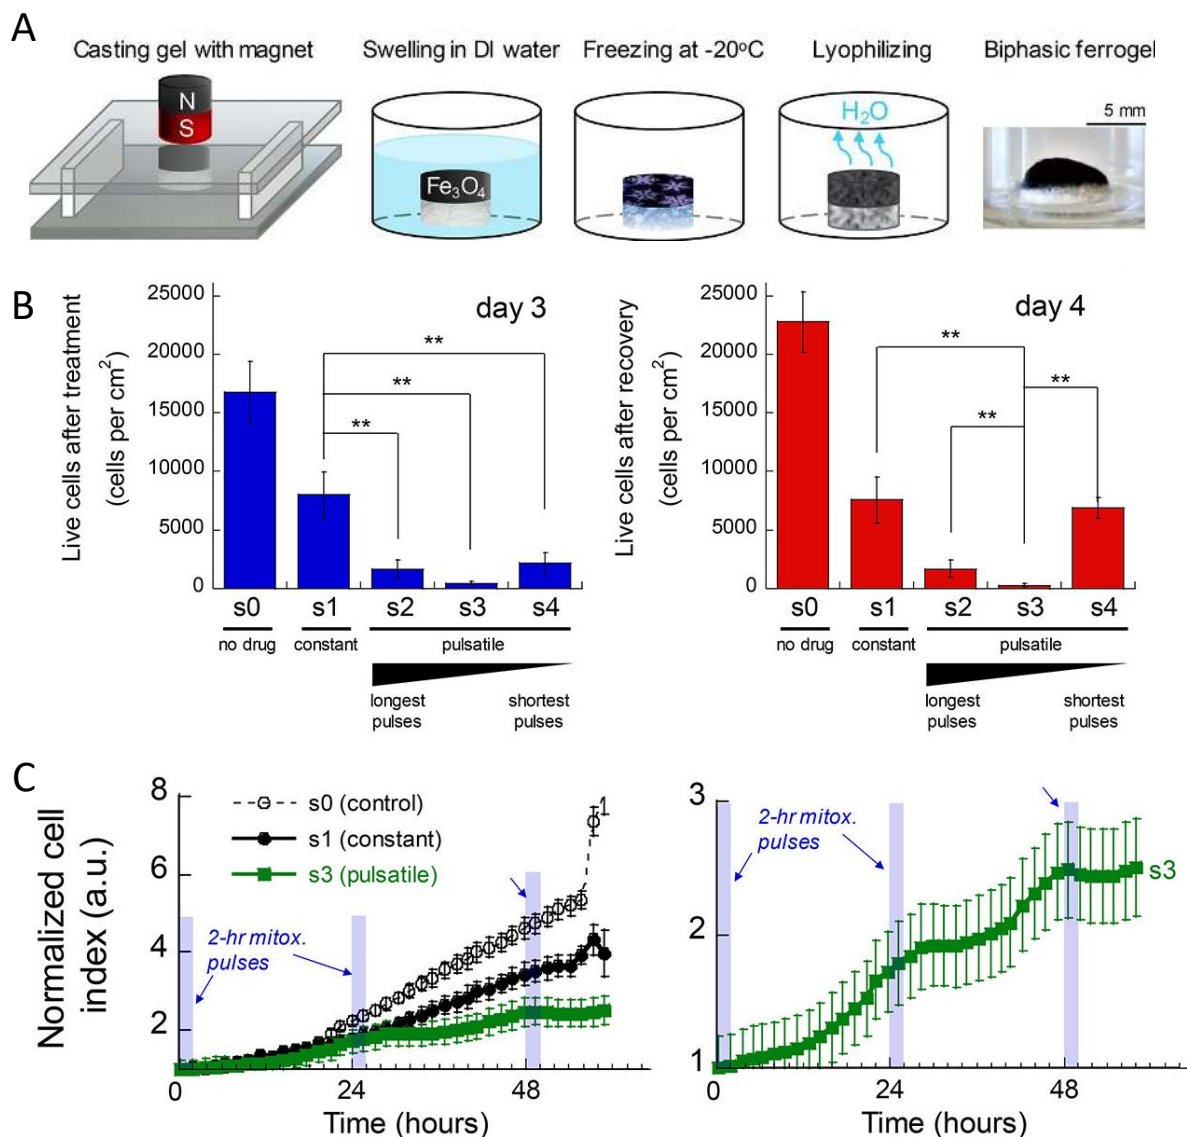 A
Casting gel with magnet
Swelling in DI water
Freezing at -20ºC
Lyophilizing
Biphasic ferrogel
N
S
Fe3O4
H2O
5 mm
B
Live cells after treatment
(cells per cm2)
25000
20000
15000
10000
5000
0
day 3
**
**
**
s0
s1
s2
s3
s4
no drug
constant
pulsatile
longest
pulses
shortest
pulses
Live cells after recovery
(cells per cm2)
25000
20000
15000
10000
5000
0
day 4
**
**
**
s0
s1
s2
s3
s4
no drug
constant
pulsatile
longest
pulses
shortest
pulses
C
Normalized cell
index (a.u.)
8
6
4
2
s0 (control)
s1 (constant)
s3 (pulsatile)
2-hr mitox.
pulses
0
24
48
Time (hours)
3
2
1
2-hr mitox.
pulses
s3
0
24
48
Time (hours)